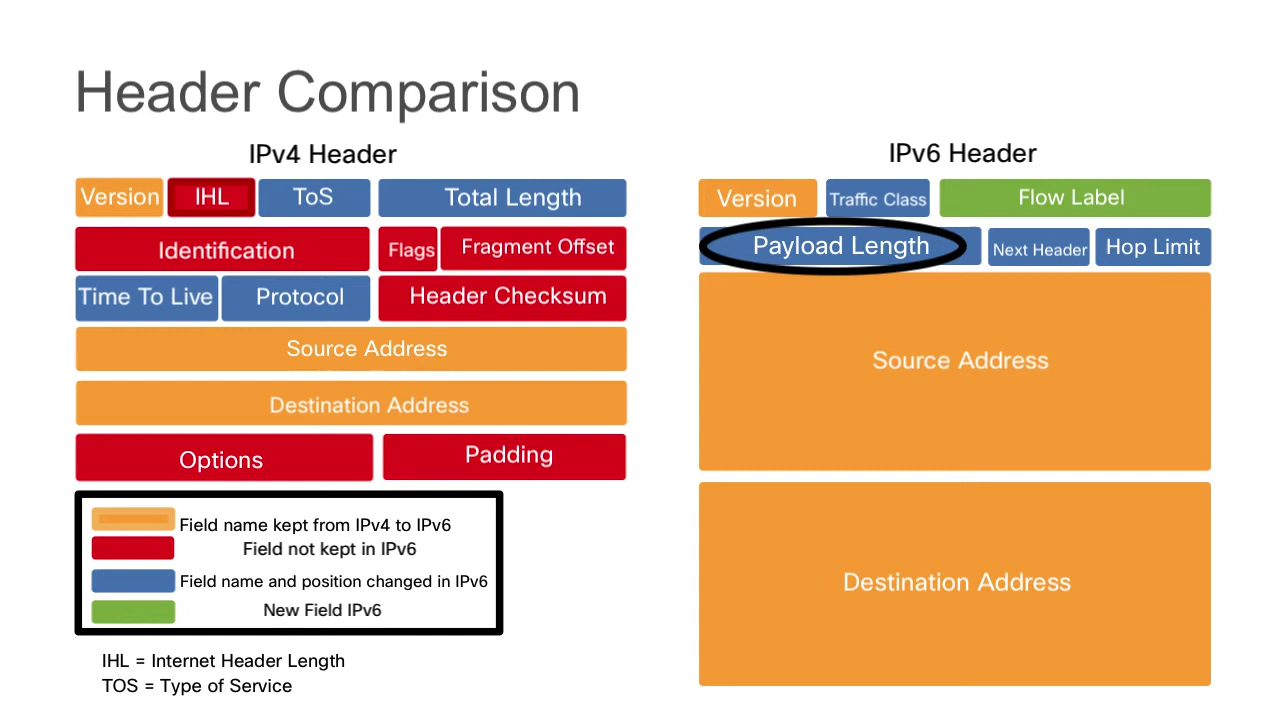 Header Comparison
IPv4 Header
Version IHL ToS Total Length
Identification Flags Fragment Offset
Time To Live Protocol Header Checksum
Source Address
Destination Address
Options Padding
Field name kept from IPv4 to IPv6
Field not kept in IPv6
Field name and position changed in IPv6
New Field IPv6
IHL = Internet Header Length
TOS = Type of Service
IPv6 Header
Version Traffic Class Flow Label
Payload Length Next Header Hop Limit
Source Address
Destination Address